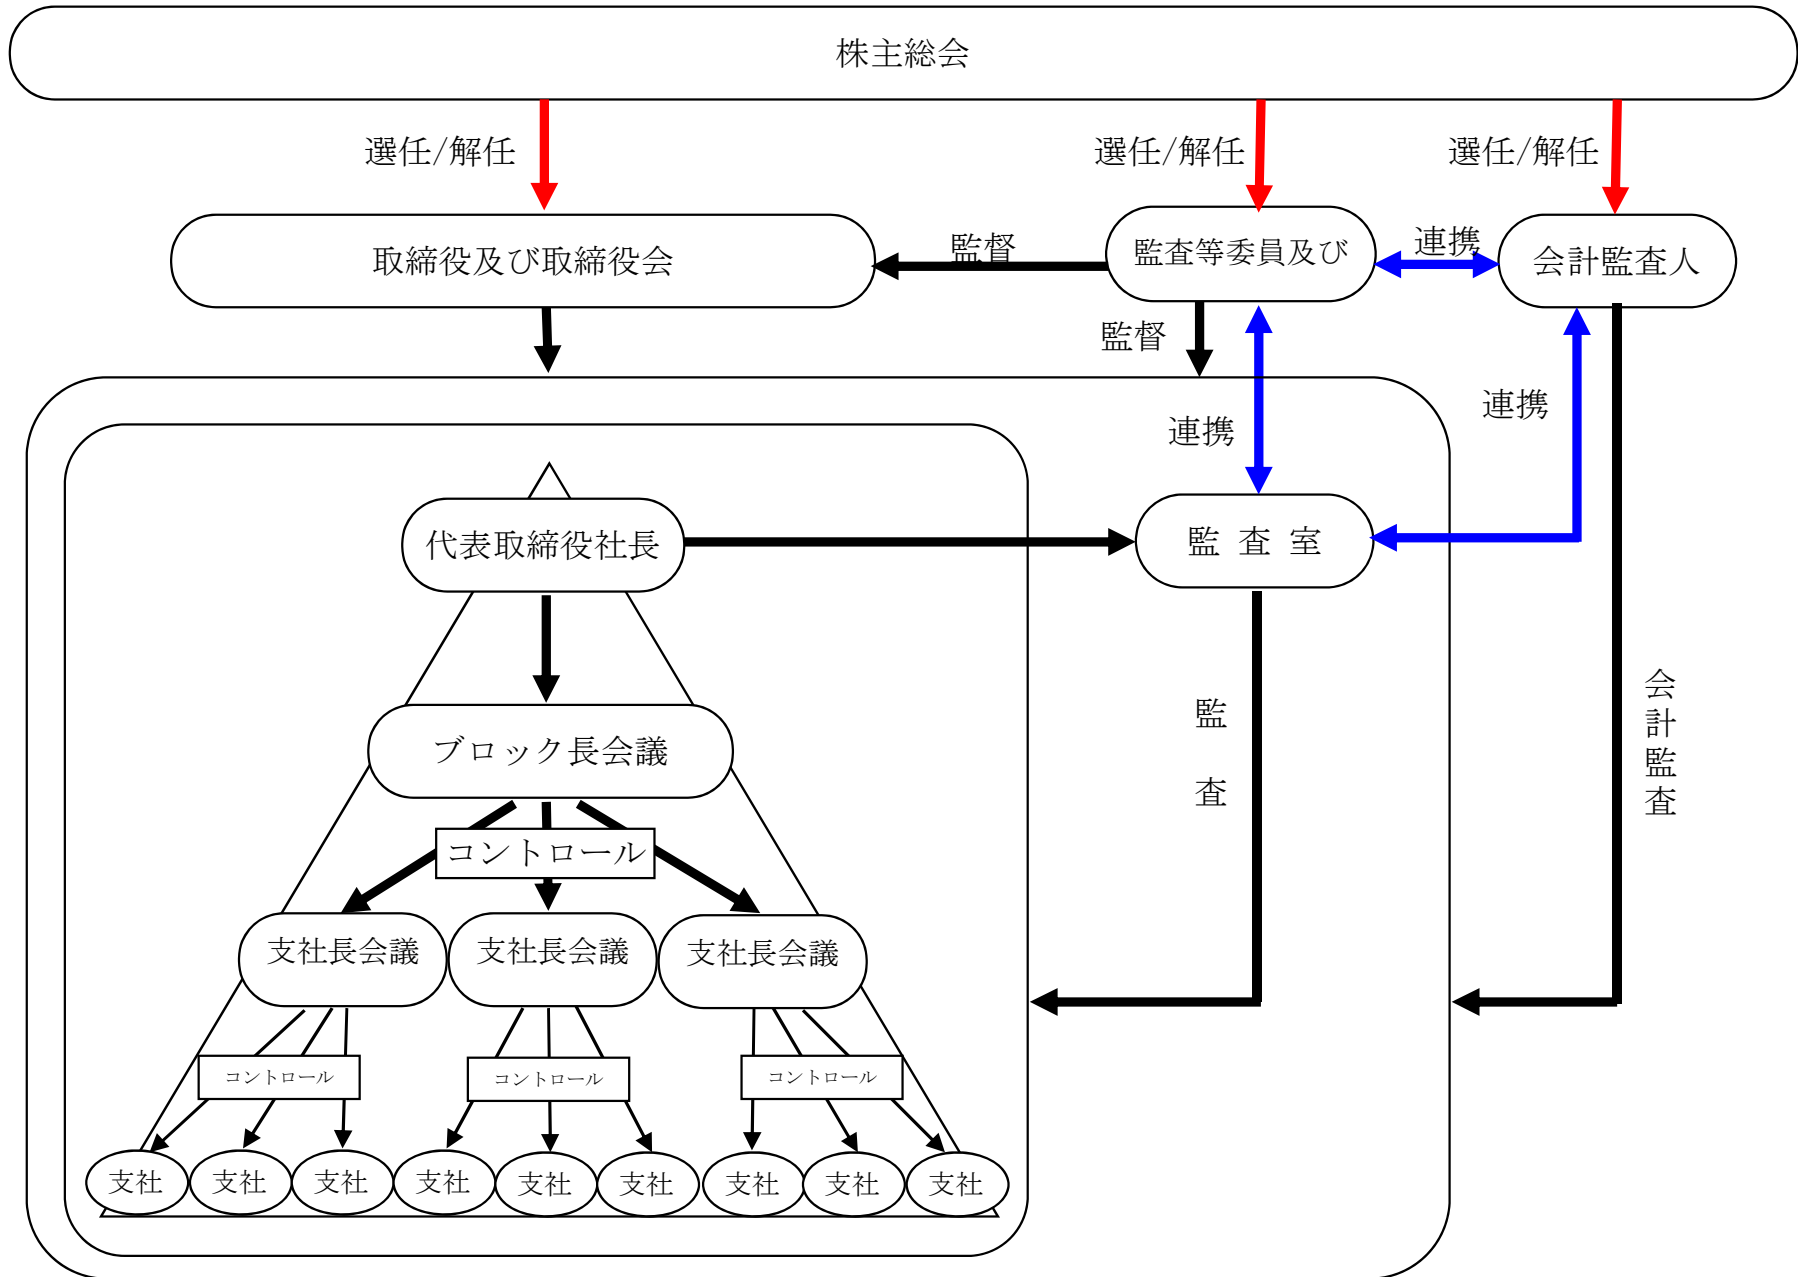 株主総会
選任/解任
選任/解任
選任/解任
取締役及び取締役会
監督
監査等委員及び
連携
会計監査人
監督
連携
連携
代表取締役社長
監 査 室
ブロック長会議
監
査
会
計
監
査
コントロール
支社長会議
支社長会議
支社長会議
コントロール
コントロール
コントロール
支社
支社
支社
支社
支社
支社
支社
支社
支社